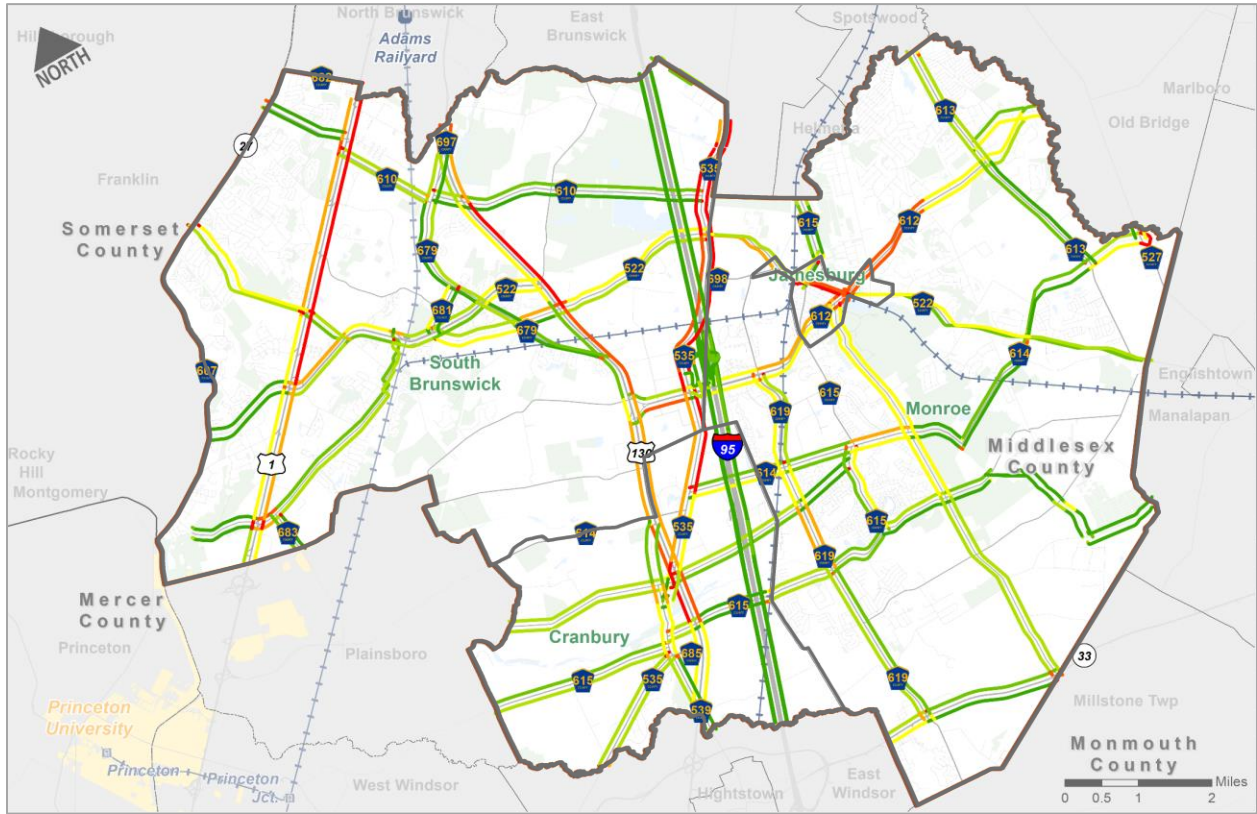 North Brunswick
East
Brunswick
Spotswood
Adams
Railyard
NORTH
682
Marlboro
613
Old Bridge
697
Helmetta
27
535
610
610
Franklin
615
612
Somerset
County
679
613
527
522
698
Jamesburg
522
681
612
522
679
535
614
South
Brunswick
607
Englishtown
615
Manalapan
619
Monroe
Middlesex
County
130
95
Rocky
Hill
1
Montgomery
614
535
615
683
614
619
Mercer
County
615
Cranbury
Princeton
Plainsboro
685
33
615
535
619
Millstone Twp
539
Princeton
University
Monmouth
County
Princeton
Princeton
Jct.
West Windsor
Hightstown
East
Windsor
Miles
0 0.5 1 2